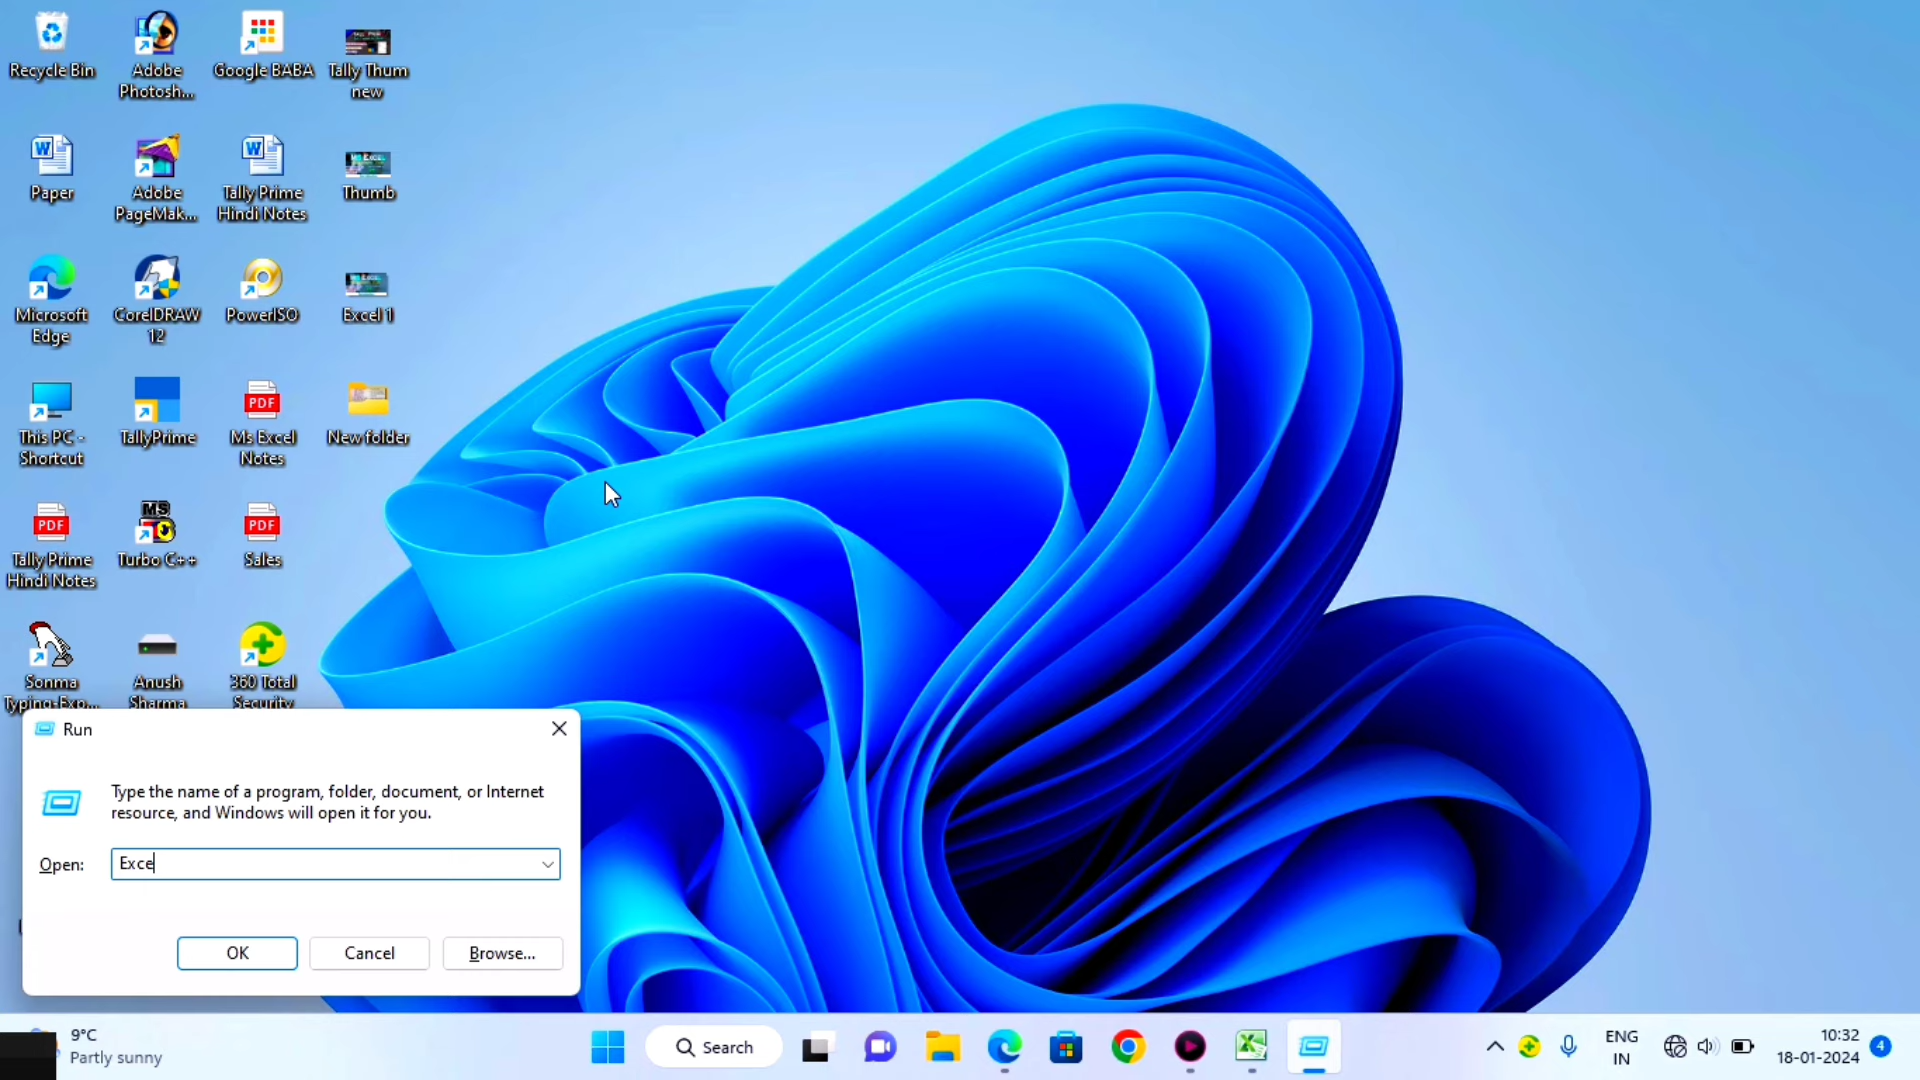 Recycle Bin
Adobe
Photosh...
Google BABA
Tally Thum
new
Paper
Adobe
PageMak...
Tally Prime
Hindi Notes
Thumb
Microsoft
Edge
CorelDRAW
12
PowerISO
Excel 1
This PC -
Shortcut
TallyPrime
PDF
Ms Excel
Notes
New folder
PDF
Tally Prime
Hindi Notes
MS
Turbo C++
PDF
Sales
Sonma
Typing-Exp...
Anush
Sharma
360 Total
Security
Run
Type the name of a program, folder, document, or Internet
resource, and Windows will open it for you.
Open:
Exce
OK
Cancel
Browse...
9°C
Partly sunny
Search
ENG
IN
10:32
18-01-2024
4